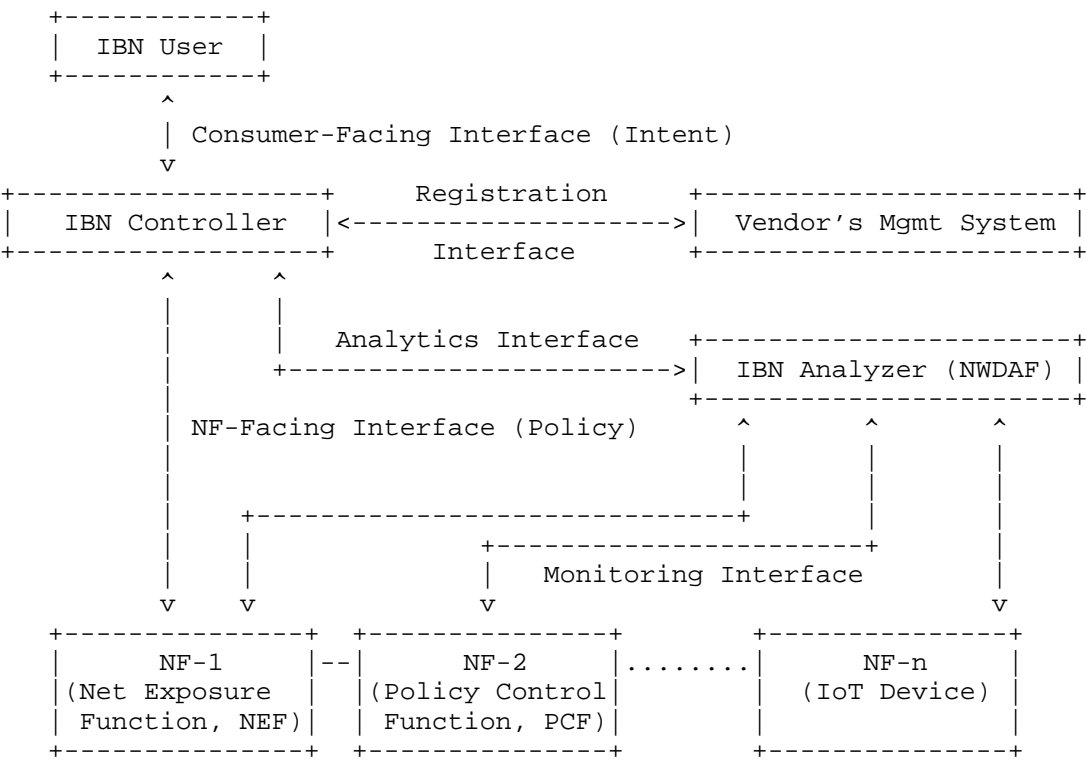 IBN User
Consumer-Facing Interface (Intent)
Registration
IBN Controller
Vendor's Mgmt System
Interface
Analytics Interface
IBN Analyzer (NWDAF)
NF-Facing Interface (Policy)
Monitoring Interface
NF-1
NF-2
........
NF-n
(Net Exposure
(Policy Control
(IoT Device)
Function, NEF)
Function, PCF)